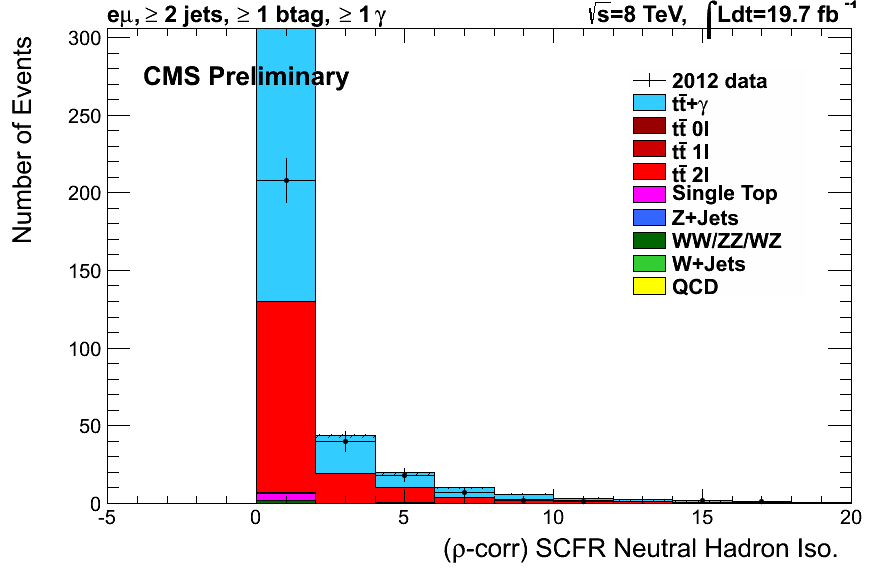 eμ, ≥ 2 jets, ≥ 1 btag, ≥ 1 γ
√s=8 TeV, ∫Ldt=19.7 fb⁻¹
CMS Preliminary
Number of Events
300
250
200
150
100
50
0
2012 data
tt̄+γ
tt̄ 0l
tt̄ 1l
tt̄ 2l
Single Top
Z+Jets
WW/ZZ/WZ
W+Jets
QCD
-5 0 5 10 15 20
(ρ-corr) SCFR Neutral Hadron Iso.